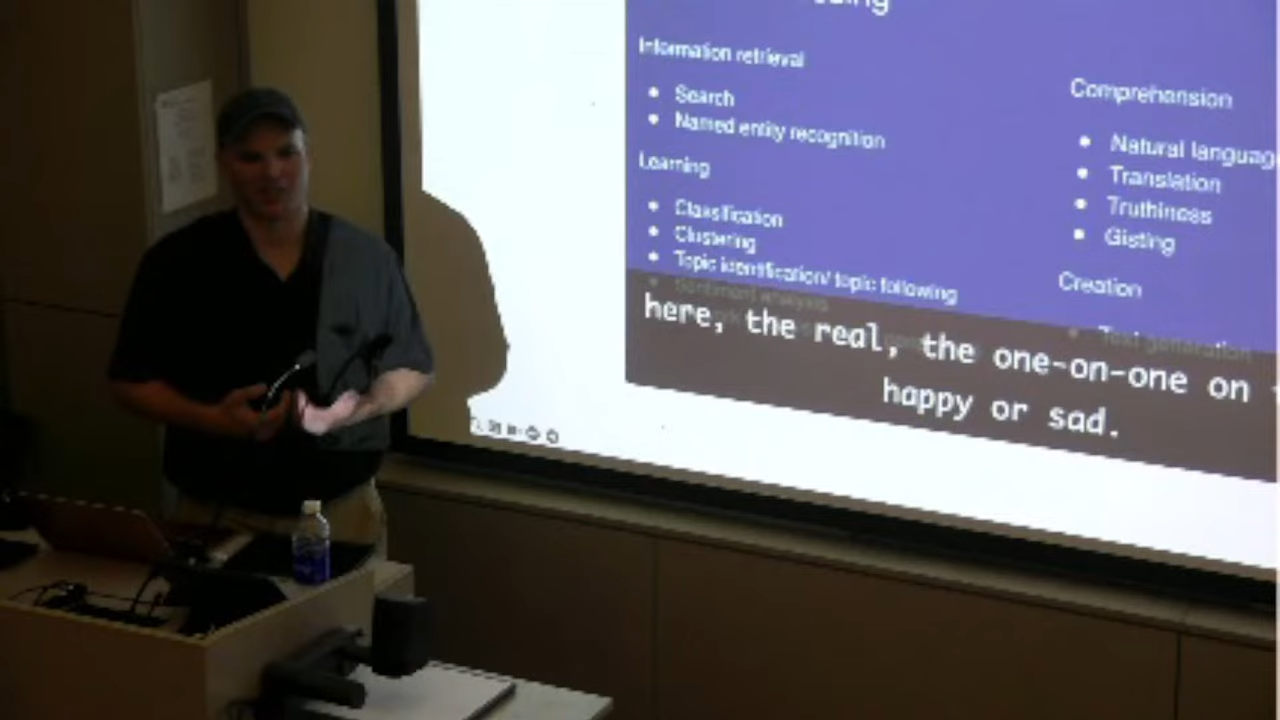 Information retrieval
Search
Named entity recognition
Learning
Classification
Clustering
Topic identification/ topic following
Sentiment analysis
Comprehension
Natural languag
Translation
Truthiness
Gisting
Creation
Text generation
here, the real, the one-on-one on
happy or sad.